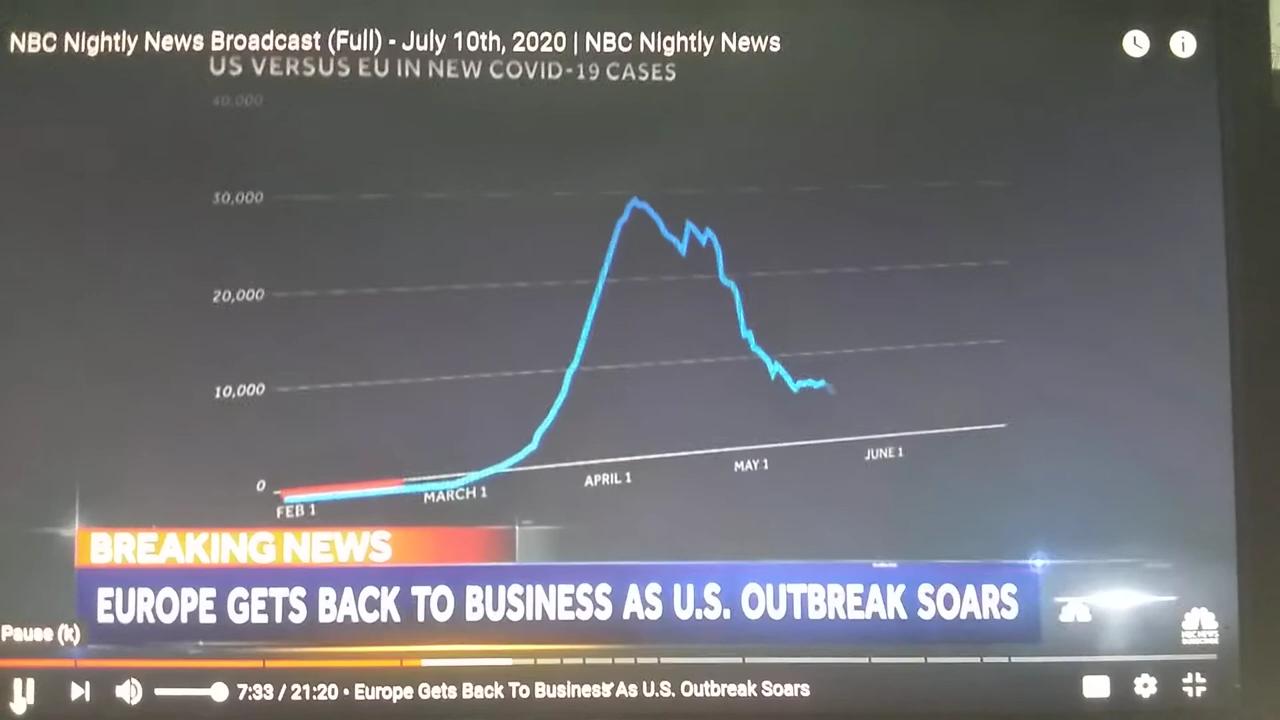 NBC Nightly News Broadcast (Full) - July 10th, 2020 | NBC Nightly News
US VERSUS EU IN NEW COVID-19 CASES
40,000
30,000
20,000
10,000
0
FEB 1
MARCH 1
APRIL 1
MAY 1
JUNE 1
BREAKING NEWS
EUROPE GETS BACK TO BUSINESS AS U.S. OUTBREAK SOARS
Pause (k)
NBC NEWS
7:33 / 21:20 • Europe Gets Back To Business As U.S. Outbreak Soars